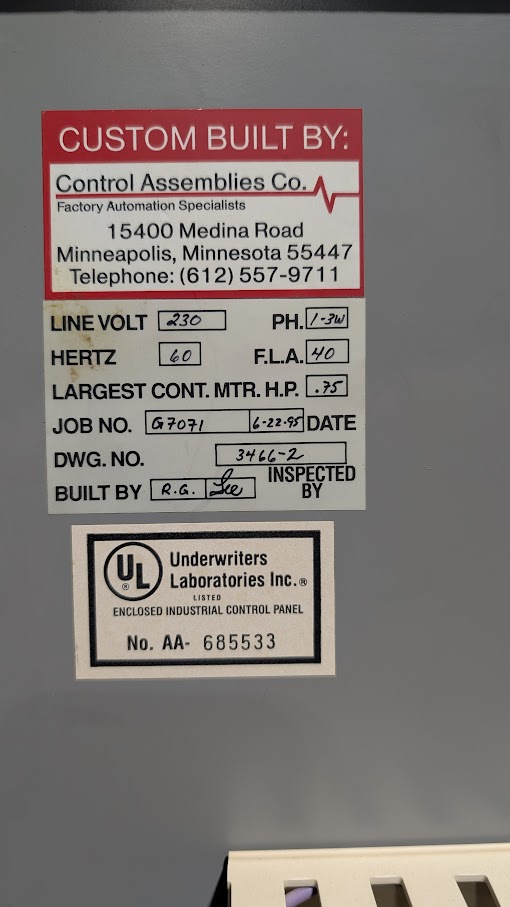 CUSTOM BUILT BY:
Control Assemblies Co.
Factory Automation Specialists
15400 Medina Road
Minneapolis, Minnesota 55447
Telephone: (612) 557-9711
LINE VOLT 230 PH. 1-3W
HERTZ 60 F.L.A. 40
LARGEST CONT. MTR. H.P. .75
JOB NO. G7071 6-22-95 DATE
DWG. NO. 3466-2
BUILT BY R.G. Lee INSPECTED BY
UL ®
Underwriters
Laboratories Inc.®
LISTED
ENCLOSED INDUSTRIAL CONTROL PANEL
No. AA- 685533